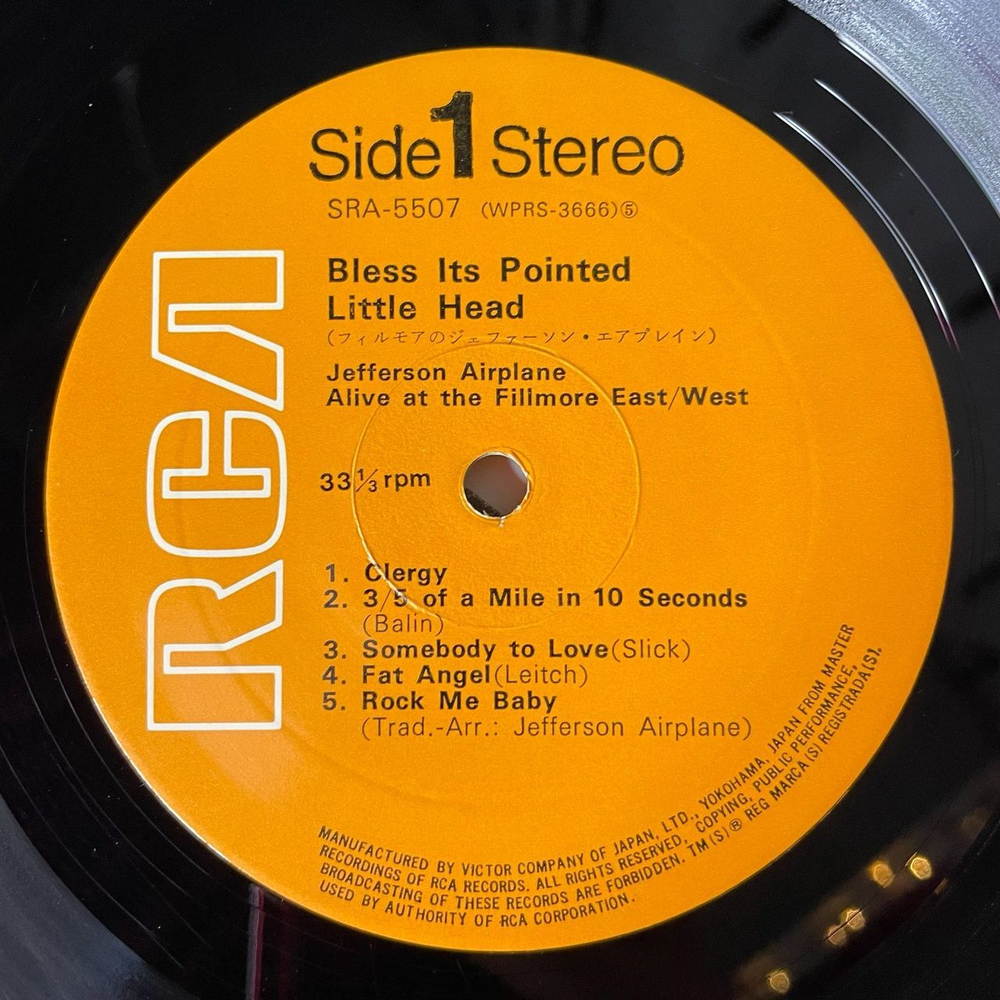 Side 1 Stereo
SRA-5507 (WPRS-3666)⑤
RCA
Bless Its Pointed
Little Head
(フィルモアのジェファーソン・エアプレイン)
Jefferson Airplane
Alive at the Fillmore East/West
33 1/3 rpm
1. Clergy
2. 3/5 of a Mile in 10 Seconds
(Balin)
3. Somebody to Love(Slick)
4. Fat Angel(Leitch)
5. Rock Me Baby
(Trad.-Arr.: Jefferson Airplane)
MANUFACTURED BY VICTOR COMPANY OF JAPAN, LTD., YOKOHAMA, JAPAN FROM MASTER
RECORDINGS OF RCA RECORDS. ALL RIGHTS RESERVED, COPYING, PUBLIC PERFORMANCE,
BROADCASTING OF THESE RECORDS ARE FORBIDDEN. TM(S)® REG MARCA(S) REGISTRADA(S).
USED BY AUTHORITY OF RCA CORPORATION.